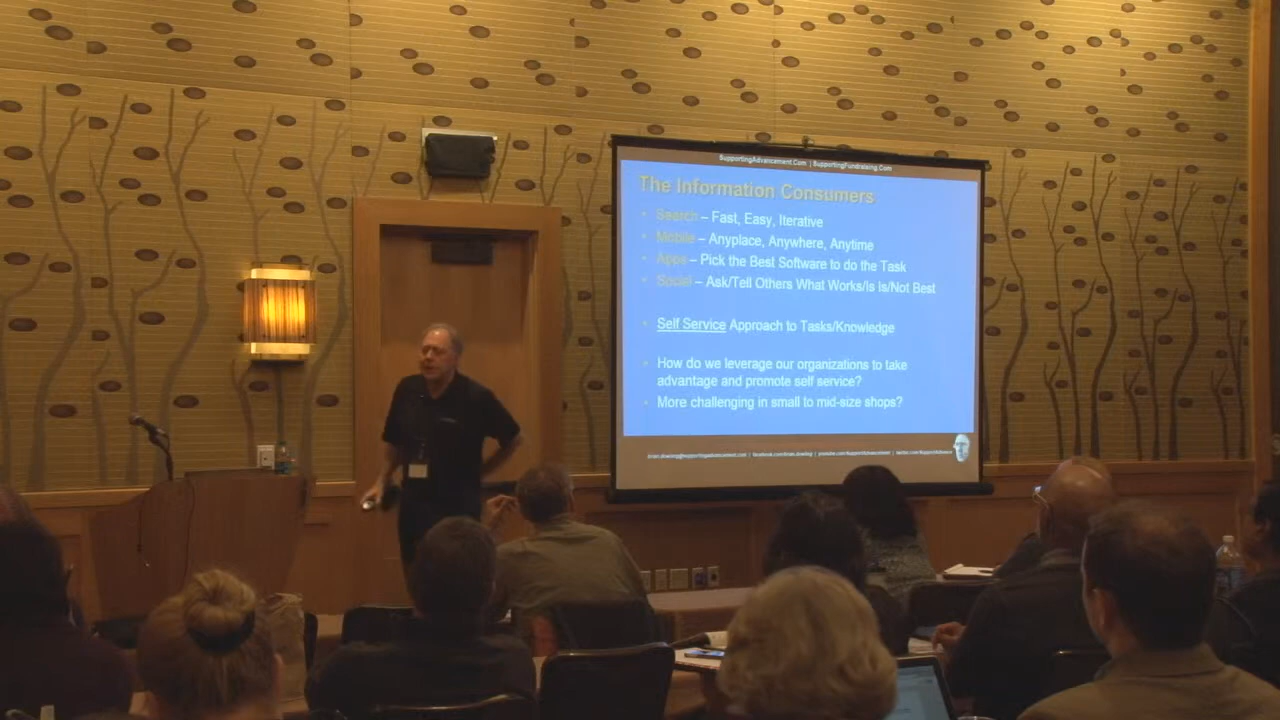 SupportingAdvancement.Com | SupportingFundraising.Com
The Information Consumers
• Search – Fast, Easy, Iterative
• Mobile – Anyplace, Anywhere, Anytime
• Apps – Pick the Best Software to do the Task
• Social – Ask/Tell Others What Works/Is Is/Not Best
• Self Service Approach to Tasks/Knowledge
• How do we leverage our organizations to take
advantage and promote self service?
• More challenging in small to mid-size shops?